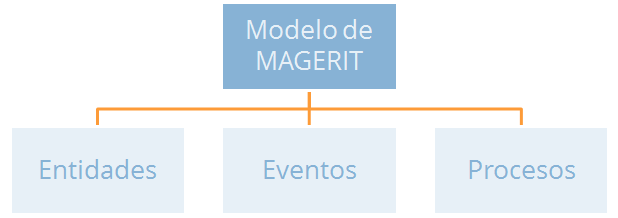 Modelo de
MAGERIT
Entidades
Eventos
Procesos